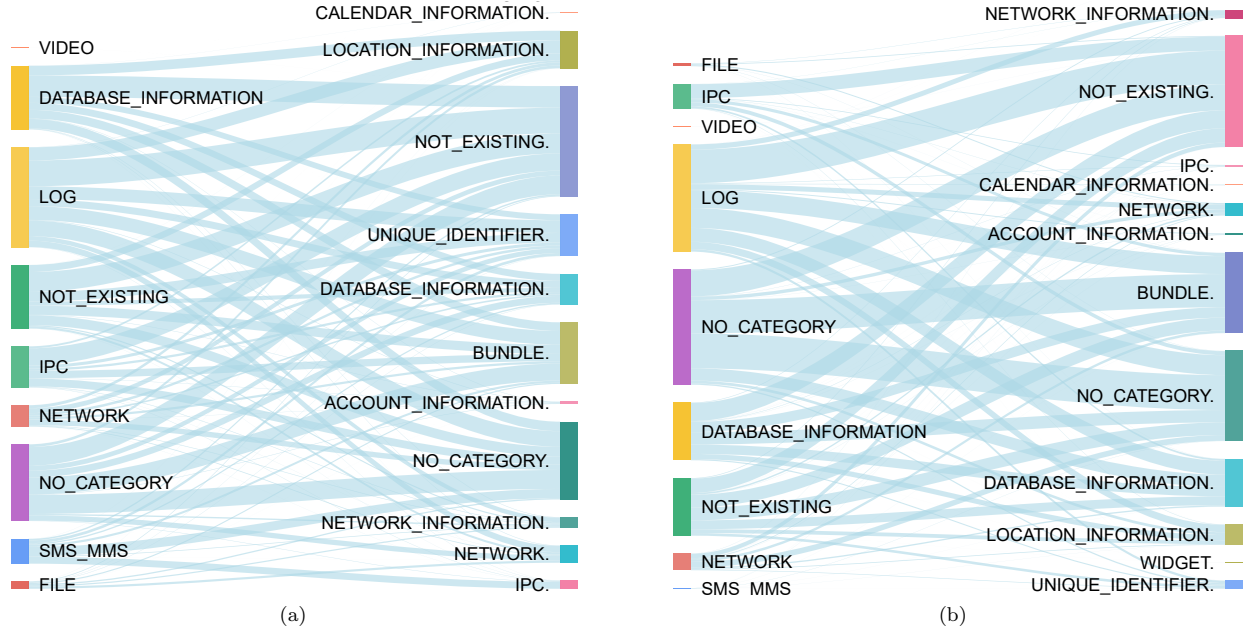 CALENDAR_INFORMATION.
VIDEO
LOCATION_INFORMATION.
DATABASE_INFORMATION
NOT_EXISTING.
LOG
UNIQUE_IDENTIFIER.
DATABASE_INFORMATION.
NOT_EXISTING
BUNDLE.
IPC
ACCOUNT_INFORMATION.
NETWORK
NO_CATEGORY.
NO_CATEGORY
NETWORK_INFORMATION.
SMS_MMS
NETWORK.
FILE
IPC.
(a)
NETWORK_INFORMATION.
FILE
NOT_EXISTING.
IPC
VIDEO
IPC.
CALENDAR_INFORMATION.
LOG
NETWORK.
ACCOUNT_INFORMATION.
BUNDLE.
NO_CATEGORY
NO_CATEGORY.
DATABASE_INFORMATION
DATABASE_INFORMATION.
NOT_EXISTING
LOCATION_INFORMATION.
NETWORK
WIDGET.
UNIQUE_IDENTIFIER.
SMS_MMS
(b)